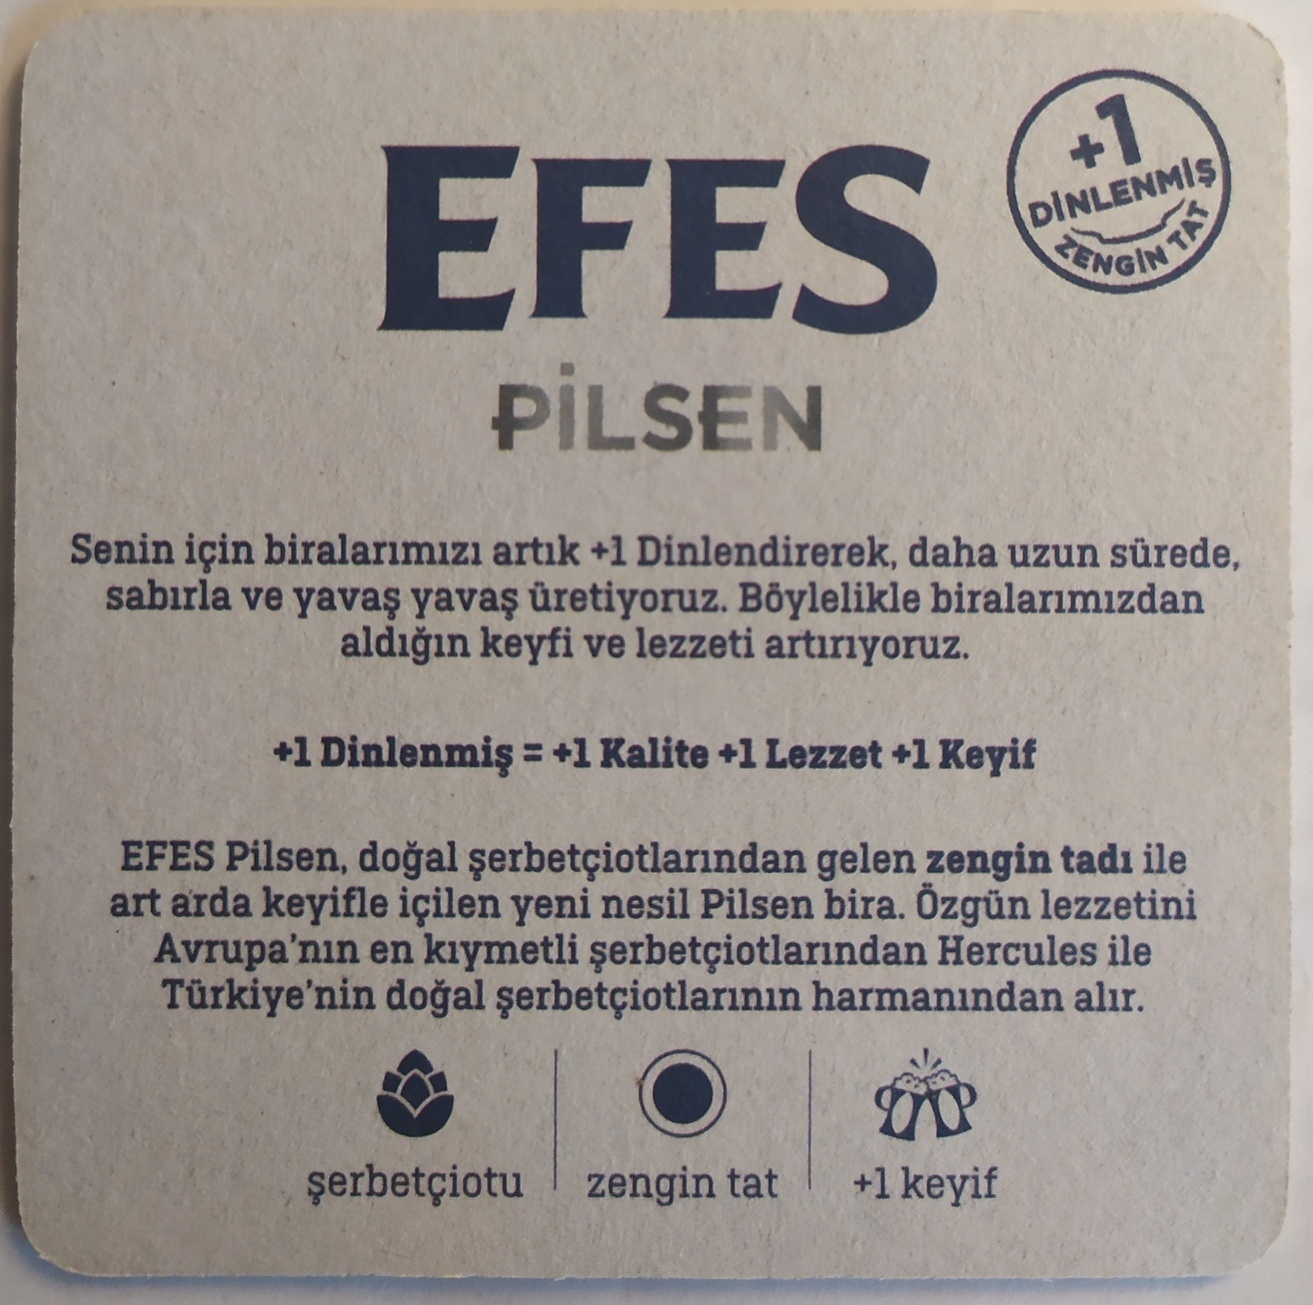 EFES
PİLSEN
+1
DİNLENMİŞ
ZENGİN TAT
Senin için biralarımızı artık +1 Dinlendirerek, daha uzun sürede,
sabırla ve yavaş yavaş üretiyoruz. Böylelikle biralarımızdan
aldığın keyfi ve lezzeti artırıyoruz.
+1 Dinlenmiş = +1 Kalite +1 Lezzet +1 Keyif
EFES Pilsen, doğal şerbetçiotlarından gelen zengin tadı ile
art arda keyifle içilen yeni nesil Pilsen bira. Özgün lezzetini
Avrupa'nın en kıymetli şerbetçiotlarından Hercules ile
Türkiye'nin doğal şerbetçiotlarının harmanından alır.
şerbetçiotu
zengin tat
+1 keyif